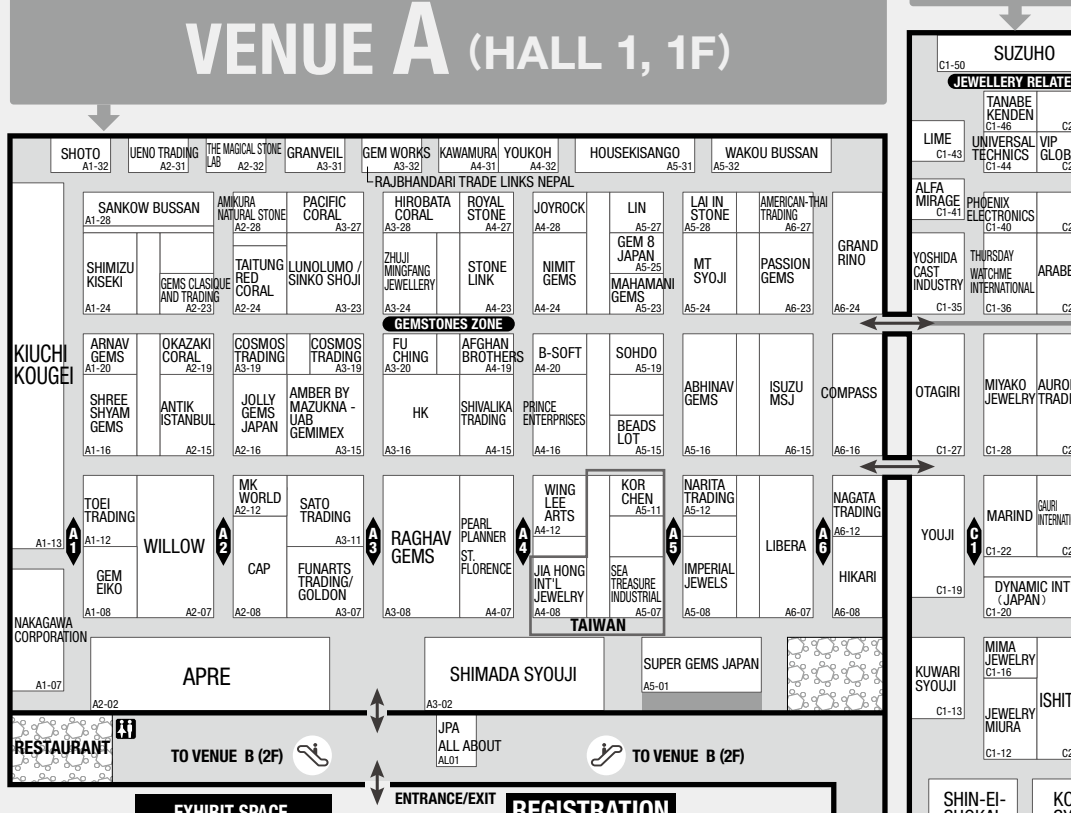 VENUE A (HALL 1, 1F)
SHOTO
A1-32
UENO TRADING
A2-31
THE MAGICAL STONE
LAB
A2-32
GRANVEIL
A3-31
GEM WORKS
A3-32
RAJBHANDARI TRADE LINKS NEPAL
KAWAMURA
A4-31
YOUKOH
A4-32
HOUSEKISANGO
A5-31
WAKOU BUSSAN
A5-32
KIUCHI
KOUGEI
A1-13
SANKOW BUSSAN
A1-28
AMIKURA
NATURAL STONE
A2-28
PACIFIC
CORAL
A3-27
HIROBATA
CORAL
A3-28
ROYAL
STONE
A4-27
JOYROCK
A4-28
LIN
A5-27
LAI IN
STONE
A5-28
AMERICAN-THAI
TRADING
A6-27
GRAND
RINO
A6-24
SHIMIZU
KISEKI
A1-24
GEMS CLASIQUE
AND TRADING
A2-23
TAITUNG
RED
CORAL
A2-24
LUNOLUMO /
SINKO SHOJI
A3-23
ZHUJI
MINGFANG
JEWELLERY
A3-24
STONE
LINK
A4-23
NIMIT
GEMS
A4-24
GEM 8
JAPAN
A5-25
MAHAMANI
GEMS
A5-23
MT
SYOJI
A5-24
PASSION
GEMS
A6-23
GEMSTONES ZONE
ARNAV
GEMS
A1-20
OKAZAKI
CORAL
A2-19
COSMOS
TRADING
A3-19
COSMOS
TRADING
A3-19
FU
CHING
A3-20
AFGHAN
BROTHERS
A4-19
B-SOFT
A4-20
SOHDO
A5-19
ABHINAV
GEMS
A5-16
ISUZU
MSJ
A6-15
COMPASS
A6-16
SHREE
SHYAM
GEMS
A1-16
ANTIK
ISTANBUL
A2-15
JOLLY
GEMS
JAPAN
A2-16
AMBER BY
MAZUKNA -
UAB
GEMIMEX
A3-15
HK
A3-16
SHIVALIKA
TRADING
A4-15
PRINCE
ENTERPRISES
A4-16
BEADS
LOT
A5-15
TOEI
TRADING
A1-12
WILLOW
A2-07
MK
WORLD
A2-12
SATO
TRADING
A3-11
RAGHAV
GEMS
A3-08
PEARL
PLANNER
ST.
FLORENCE
A4-07
WING
LEE
ARTS
A4-12
KOR
CHEN
A5-11
NARITA
TRADING
A5-12
LIBERA
A6-07
NAGATA
TRADING
A6-12
A1
A2
A3
A4
A5
A6
GEM
EIKO
A1-08
CAP
A2-08
FUNARTS
TRADING/
GOLDON
A3-07
JIA HONG
INT'L
JEWELRY
A4-08
SEA
TREASURE
INDUSTRIAL
A5-07
TAIWAN
IMPERIAL
JEWELS
A5-08
HIKARI
A6-08
NAKAGAWA
CORPORATION
A1-07
APRE
A2-02
SHIMADA SYOUJI
A3-02
SUPER GEMS JAPAN
A5-01
RESTAURANT
TO VENUE B (2F)
JPA
ALL ABOUT
AL01
TO VENUE B (2F)
ENTRANCE/EXIT
EXHIBIT SPACE
REGISTRATION
SUZUHO
C1-50
JEWELLERY RELATE
TANABE
KENDEN
C1-46
LIME
C1-43
UNIVERSAL
TECHNICS
C1-44
VIP
GLOB
ALFA
MIRAGE
C1-41
PHOENIX
ELECTRONICS
C1-40
YOSHIDA
CAST
INDUSTRY
C1-35
THURSDAY
WATCHME
INTERNATIONAL
C1-36
ARABE
OTAGIRI
C1-27
MIYAKO
JEWELRY
C1-28
AURO
TRAD
YOUJI
C1-19
C1
MARIND
C1-22
GAURI
INTERNATI
DYNAMIC INT
(JAPAN)
C1-20
KUWARI
SYOUJI
C1-13
MIMA
JEWELRY
C1-16
JEWELRY
MIURA
C1-12
ISHIT
SHIN-EI-